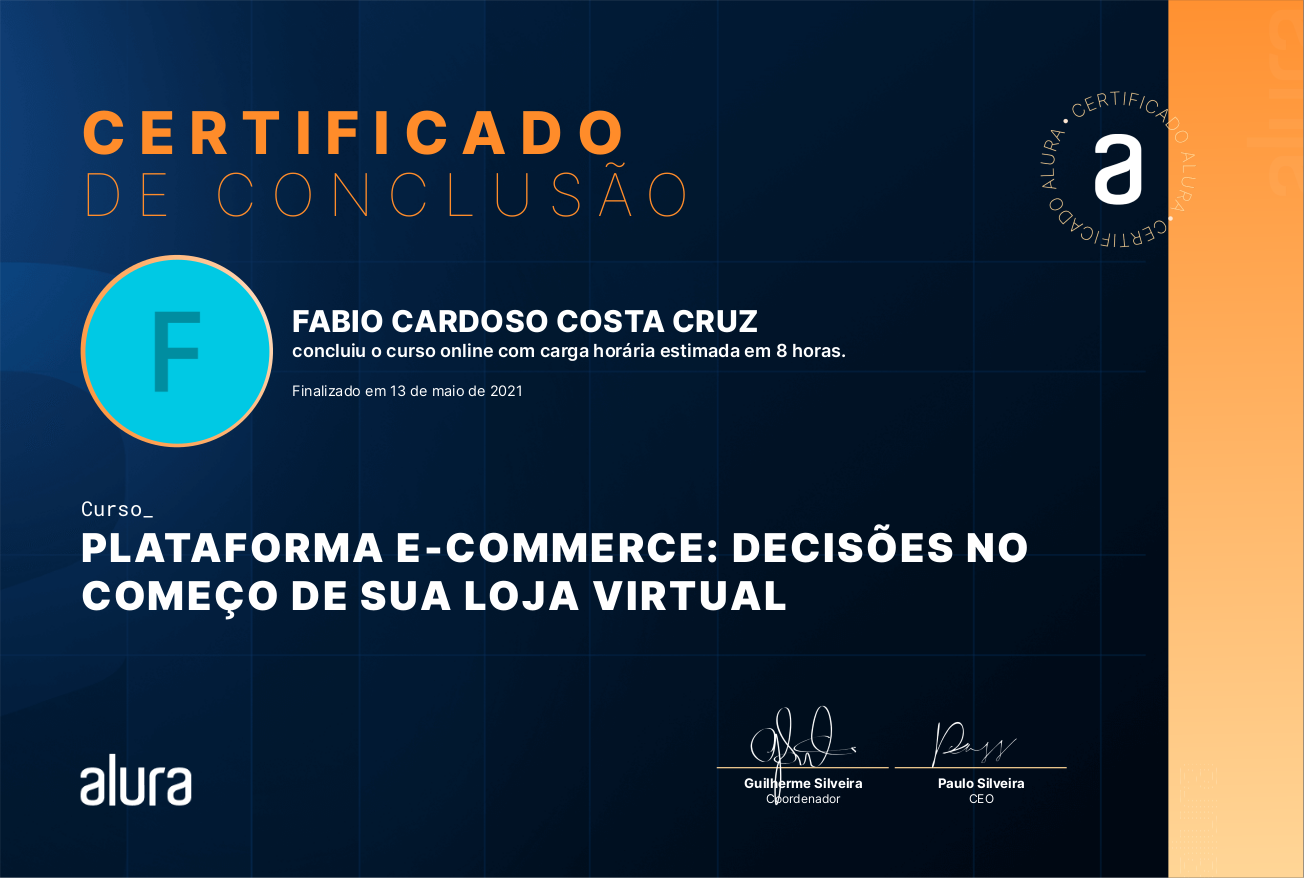 CERTIFICADO
DE CONCLUSÃO
CERTIFICADO ALURA • CERTIFICADO ALURA •
a
F
FABIO CARDOSO COSTA CRUZ
concluiu o curso online com carga horária estimada em 8 horas.
Finalizado em 13 de maio de 2021
Curso_
PLATAFORMA E-COMMERCE: DECISÕES NO
COMEÇO DE SUA LOJA VIRTUAL
alura
Guilherme Silveira
Coordenador
Paulo Silveira
CEO
alura